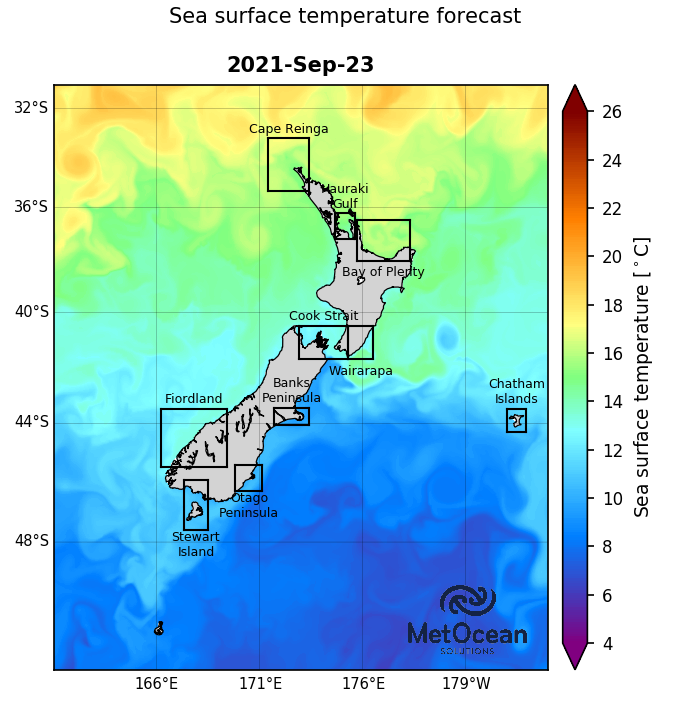 Sea surface temperature forecast
2021-Sep-23
32°S
36°S
40°S
44°S
48°S
166°E
171°E
176°E
179°W
Cape Reinga
Hauraki
Gulf
Bay of Plenty
Cook Strait
Wairarapa
Banks
Peninsula
Fiordland
Chatham
Islands
Otago
Peninsula
Stewart
Island
MetOcean
SOLUTIONS
26
24
22
20
18
16
14
12
10
8
6
4
Sea surface temperature [°C]